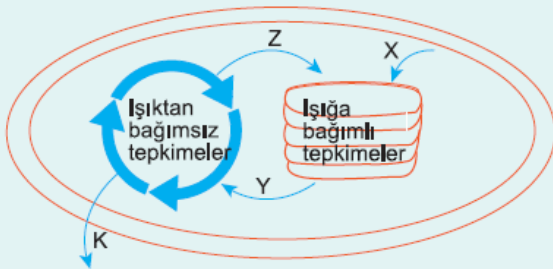 Z
X
Işıktan
bağımsız
tepkimeler
Işığa
bağımlı
tepkimeler
Y
K